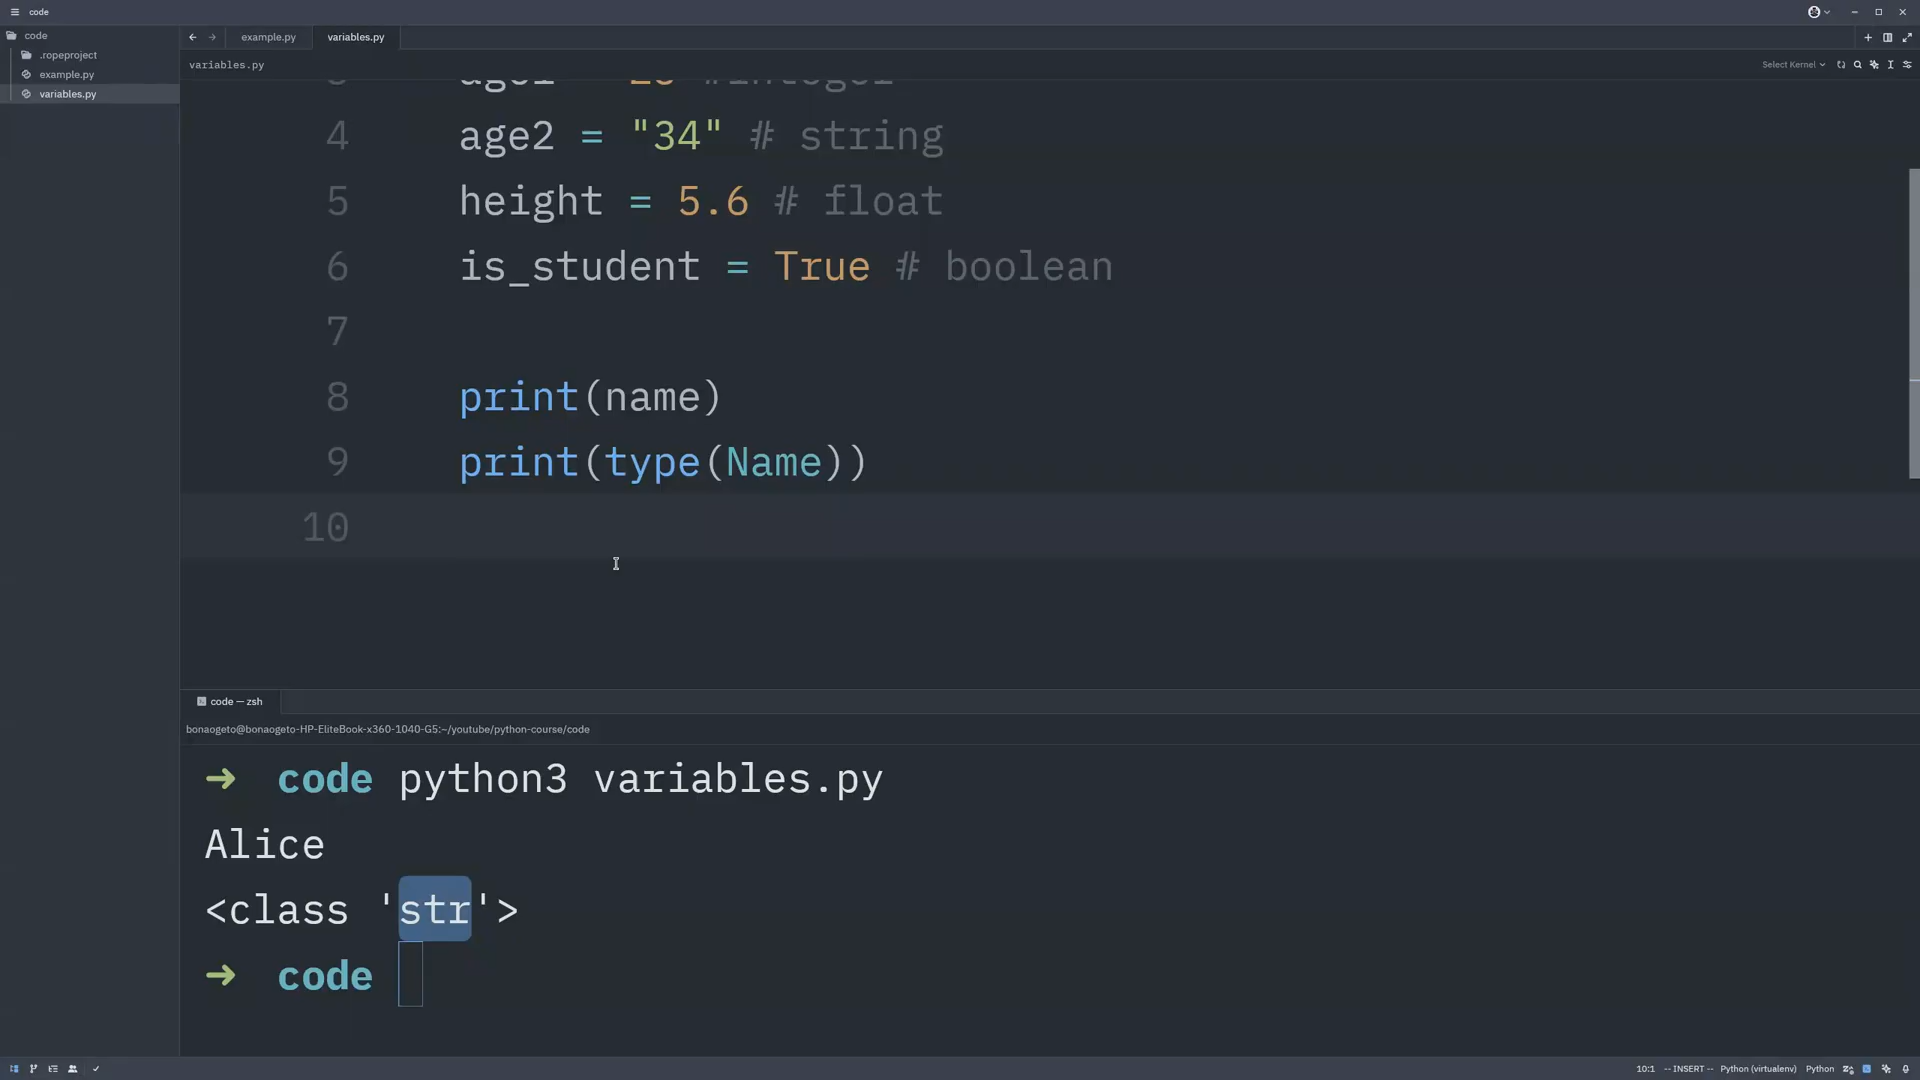 code
code
.ropeproject
example.py
variables.py
example.py
variables.py
variables.py
Select Kernel
4 age2 = "34" # string
5 height = 5.6 # float
6 is_student = True # boolean
7
8 print(name)
9 print(type(Name))
10
code — zsh
bonaogeto@bonaogeto-HP-EliteBook-x360-1040-G5:~/youtube/python-course/code
➜ code python3 variables.py
Alice
<class 'str'>
➜ code
10:1 -- INSERT -- Python (virtualenv) Python